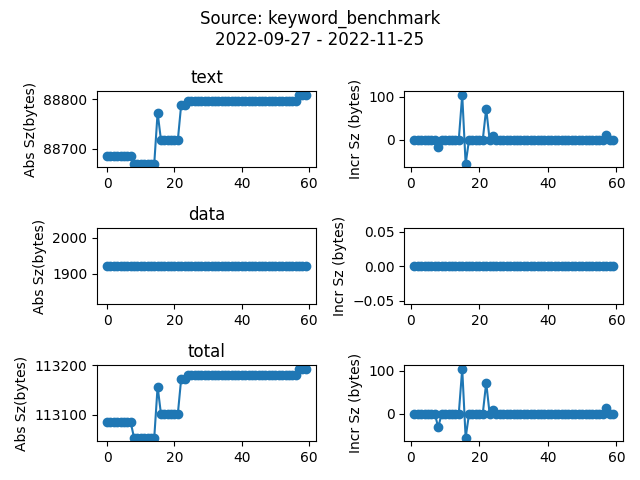 Source: keyword_benchmark
2022-09-27 - 2022-11-25
text
Abs Sz(bytes)
88800
88700
0 20 40 60
Incr Sz (bytes)
100
0
0 20 40 60
data
Abs Sz(bytes)
2000
1900
0 20 40 60
Incr Sz (bytes)
0.05
0.00
−0.05
0 20 40 60
total
Abs Sz(bytes)
113200
113100
0 20 40 60
Incr Sz (bytes)
100
0
0 20 40 60